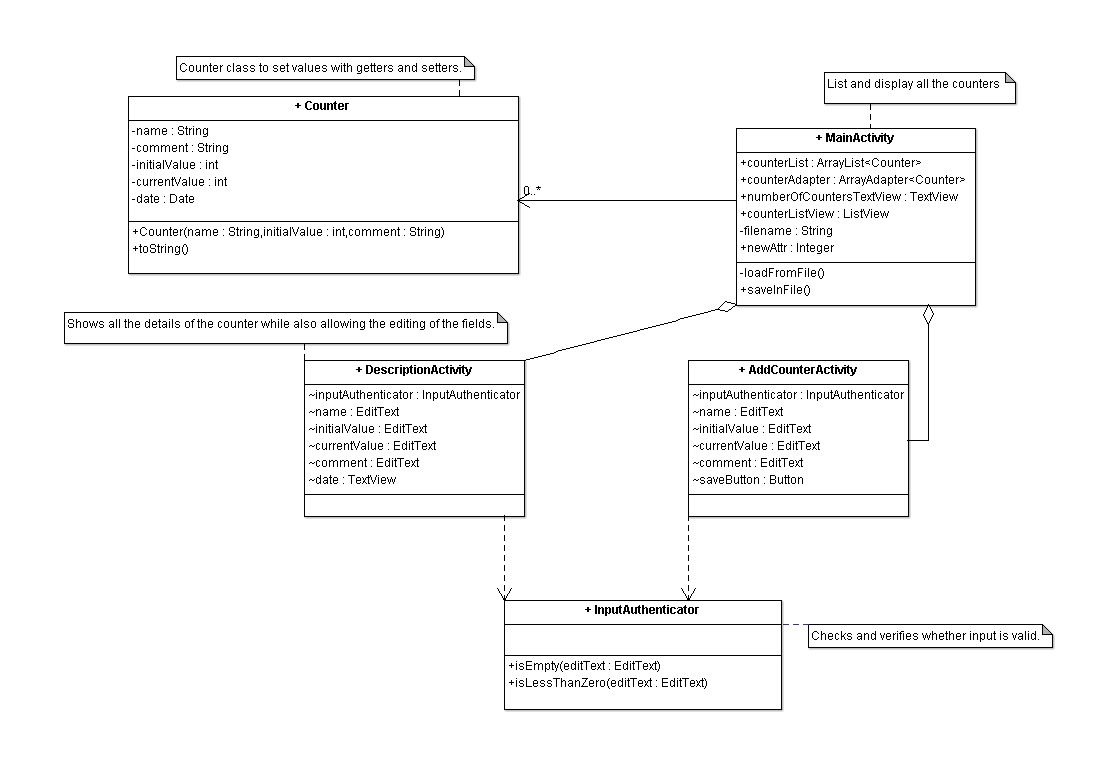 Counter class to set values with getters and setters.
+ Counter
-name : String
-comment : String
-initialValue : int
-currentValue : int
-date : Date
+Counter(name : String,initialValue : int,comment : String)
+toString()
0..*
List and display all the counters
+ MainActivity
+counterList : ArrayList<Counter>
+counterAdapter : ArrayAdapter<Counter>
+numberOfCountersTextView : TextView
+counterListView : ListView
-filename : String
+newAttr : Integer
-loadFromFile()
+saveInFile()
Shows all the details of the counter while also allowing the editing of the fields.
+ DescriptionActivity
~inputAuthenticator : InputAuthenticator
~name : EditText
~initialValue : EditText
~currentValue : EditText
~comment : EditText
~date : TextView
+ AddCounterActivity
~inputAuthenticator : InputAuthenticator
~name : EditText
~initialValue : EditText
~currentValue : EditText
~comment : EditText
~saveButton : Button
+ InputAuthenticator
+isEmpty(editText : EditText)
+isLessThanZero(editText : EditText)
Checks and verifies whether input is valid.